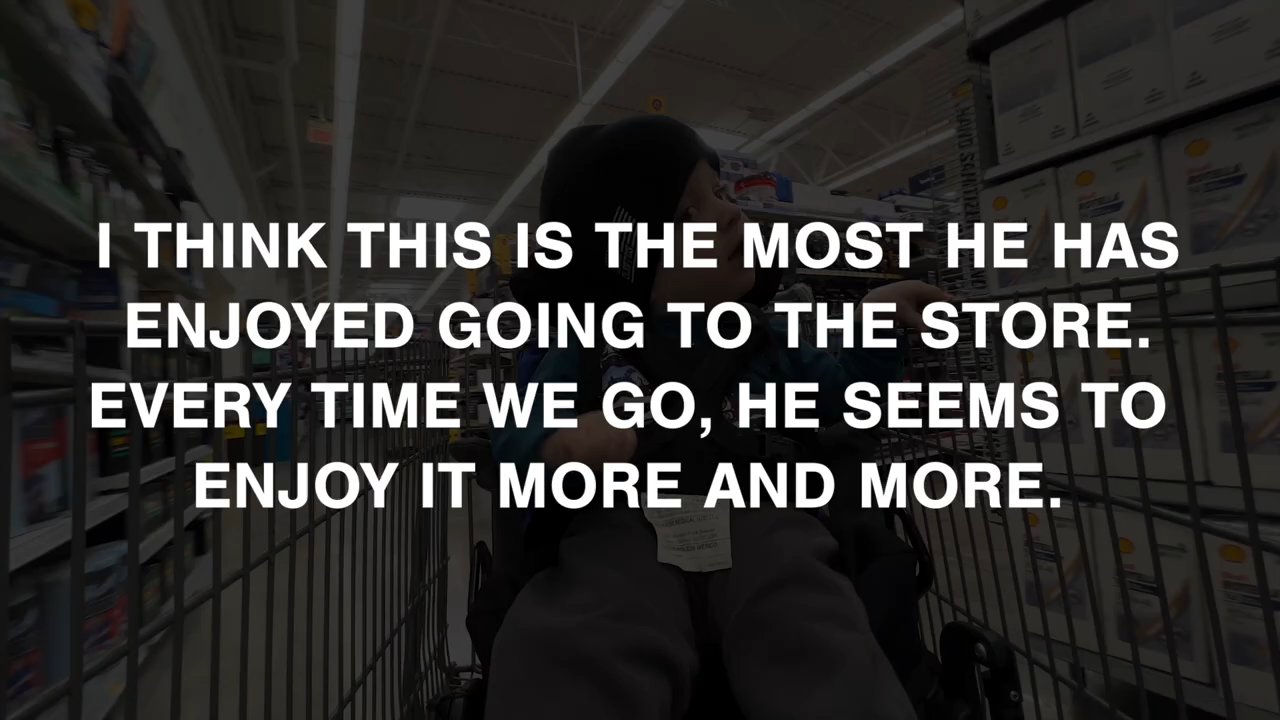 I THINK THIS IS THE MOST HE HAS
ENJOYED GOING TO THE STORE.
EVERY TIME WE GO, HE SEEMS TO
ENJOY IT MORE AND MORE.